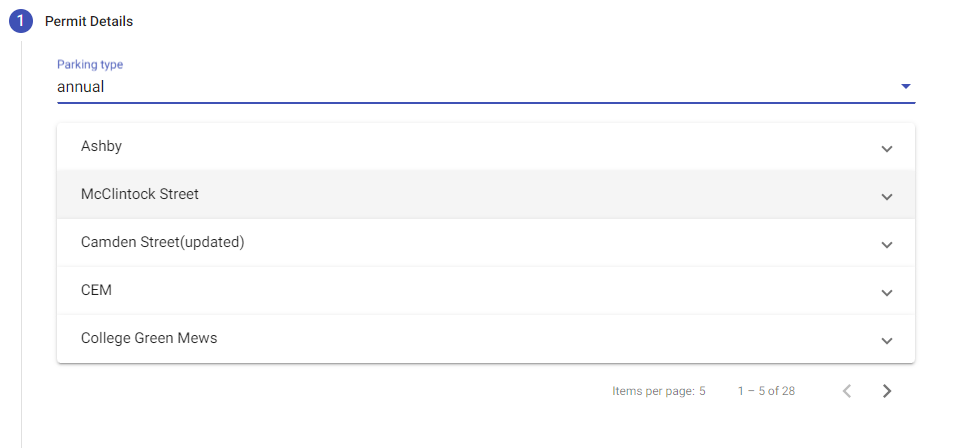 1 Permit Details
Parking type
annual
Ashby
McClintock Street
Camden Street(updated)
CEM
College Green Mews
Items per page: 5 1 – 5 of 28